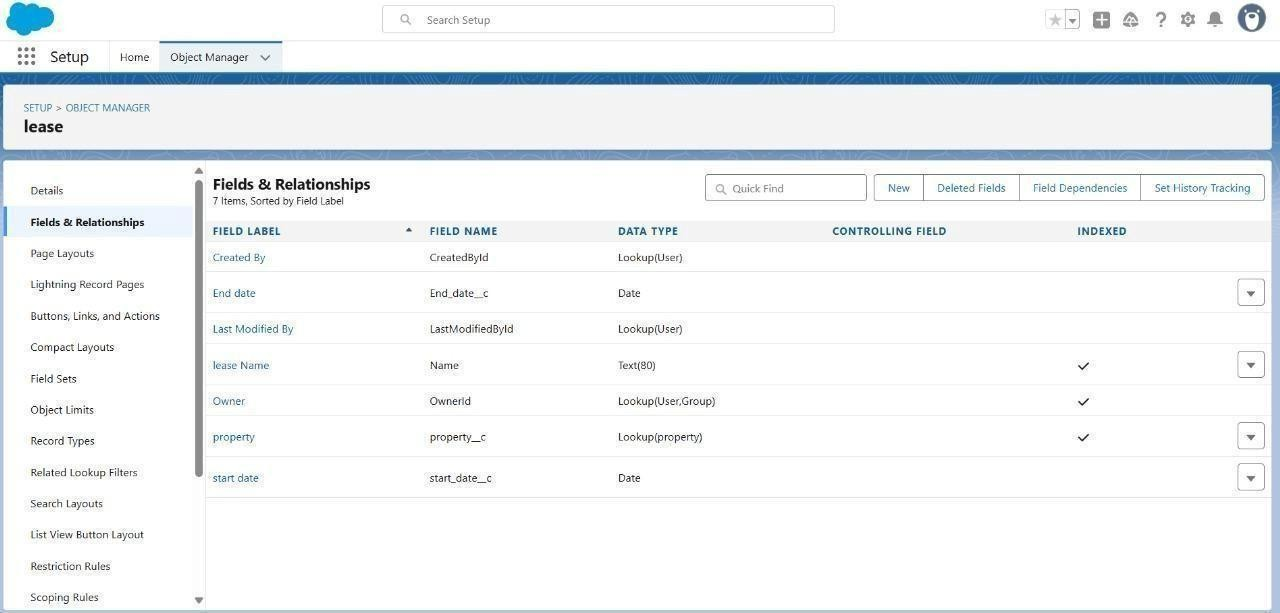 Search Setup
Setup Home Object Manager
SETUP > OBJECT MANAGER
lease
Details
Fields & Relationships
Page Layouts
Lightning Record Pages
Buttons, Links, and Actions
Compact Layouts
Field Sets
Object Limits
Record Types
Related Lookup Filters
Search Layouts
List View Button Layout
Restriction Rules
Scoping Rules
Fields & Relationships
7 Items, Sorted by Field Label
Quick Find New Deleted Fields Field Dependencies Set History Tracking
FIELD LABEL FIELD NAME DATA TYPE CONTROLLING FIELD INDEXED
Created By CreatedById Lookup(User)
End date End_date__c Date
Last Modified By LastModifiedById Lookup(User)
lease Name Name Text(80)
Owner OwnerId Lookup(User,Group)
property property__c Lookup(property)
start date start_date__c Date